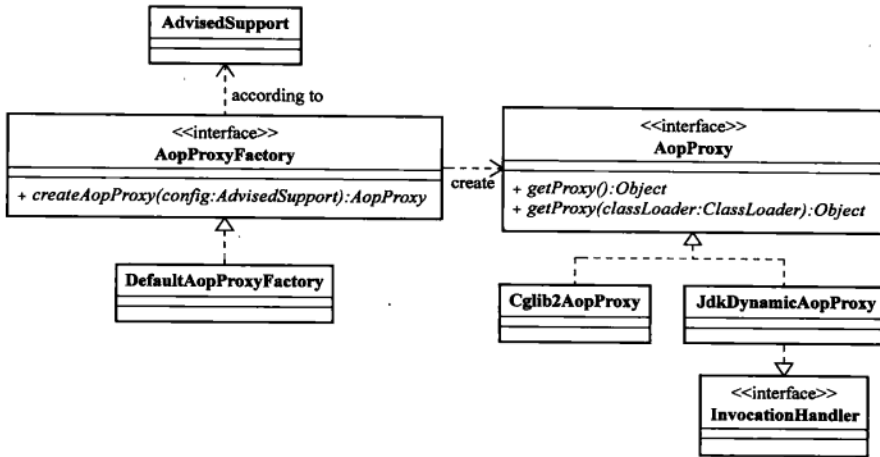 AdvisedSupport
according to
<<interface>>
AopProxyFactory
+ createAopProxy(config:AdvisedSupport):AopProxy
create
<<interface>>
AopProxy
+ getProxy():Object
+ getProxy(classLoader:ClassLoader):Object
DefaultAopProxyFactory
Cglib2AopProxy
JdkDynamicAopProxy
<<interface>>
InvocationHandler